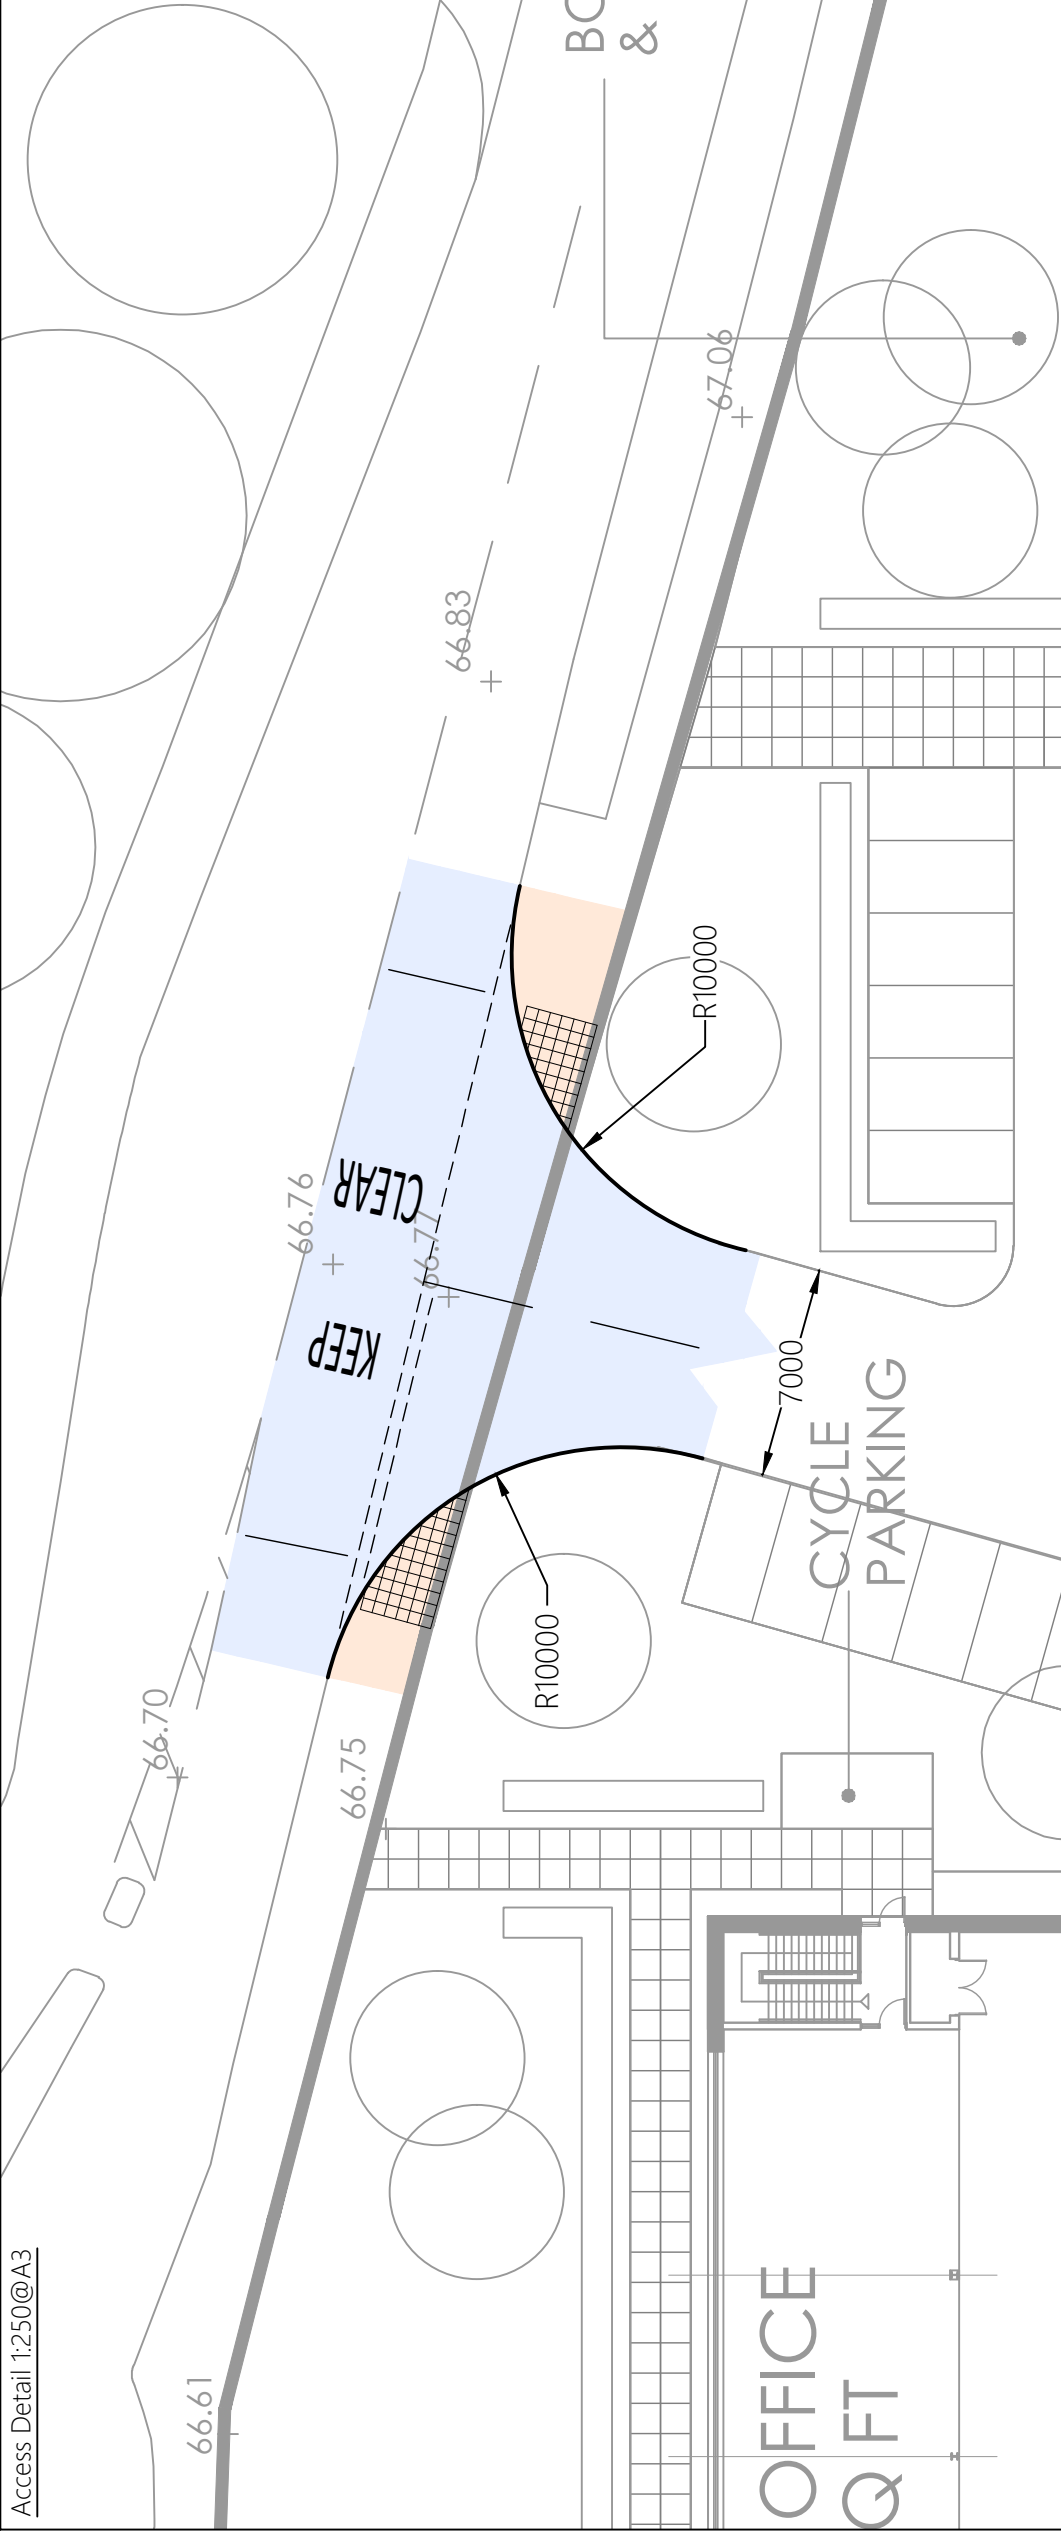 Access Detail 1:250@A3
BO
&
67.06
66.83
66.76
66.77
KEEP
CLEAR
R10000
7000
R10000
CYCLE
PARKING
66.70
66.75
66.61
OFFICE
Q FT